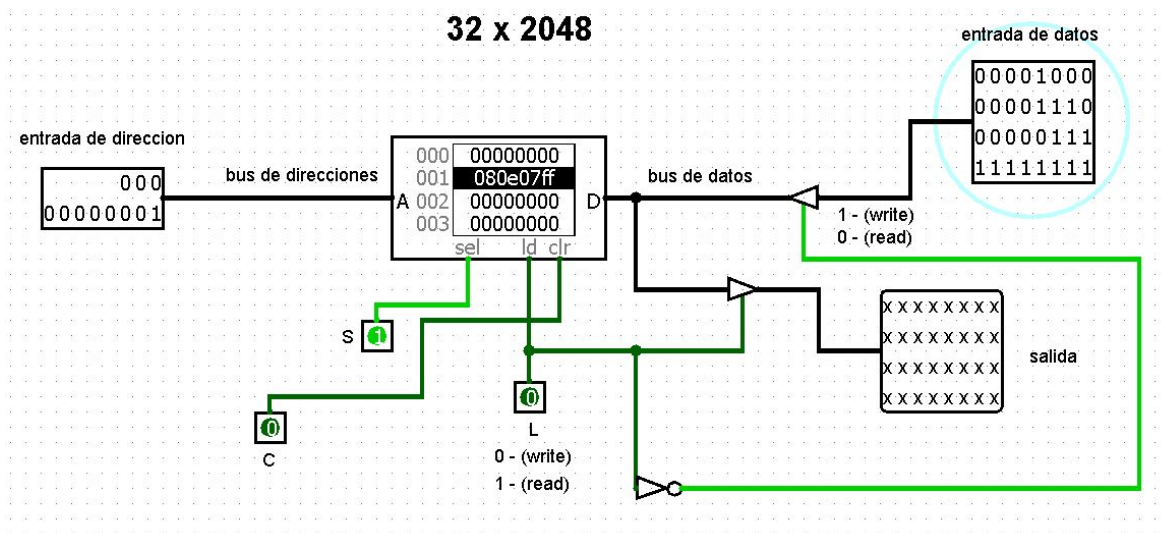 32 x 2048
entrada de datos
00001000
00001110
00000111
11111111
entrada de direccion
000
00000001
bus de direcciones
000 00000000
001 080e07ff
002 00000000
003 00000000
A
D
sel ld clr
bus de datos
1 - (write)
0 - (read)
S
1
C
0
L
0
0 - (write)
1 - (read)
xxxxxxxx
xxxxxxxx
xxxxxxxx
xxxxxxxx
salida